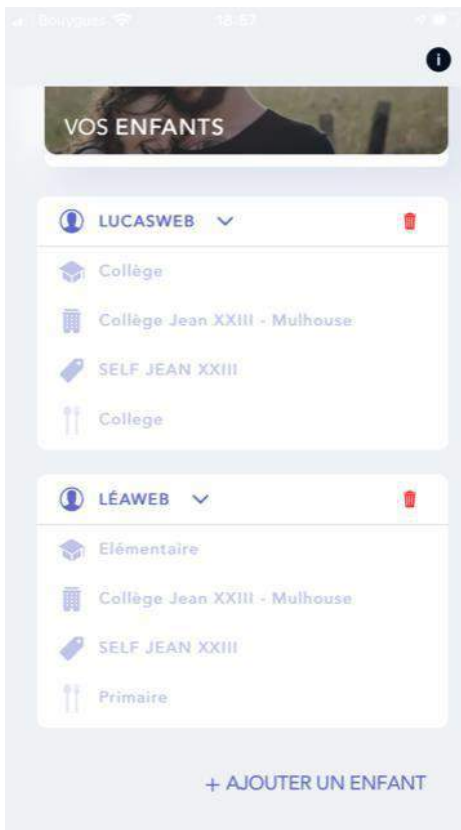 Bouygues
18:57
VOS ENFANTS
LUCASWEB
Collège
Collège Jean XXIII - Mulhouse
SELF JEAN XXIII
College
LÉAWEB
Elémentaire
Collège Jean XXIII - Mulhouse
SELF JEAN XXIII
Primaire
+ AJOUTER UN ENFANT